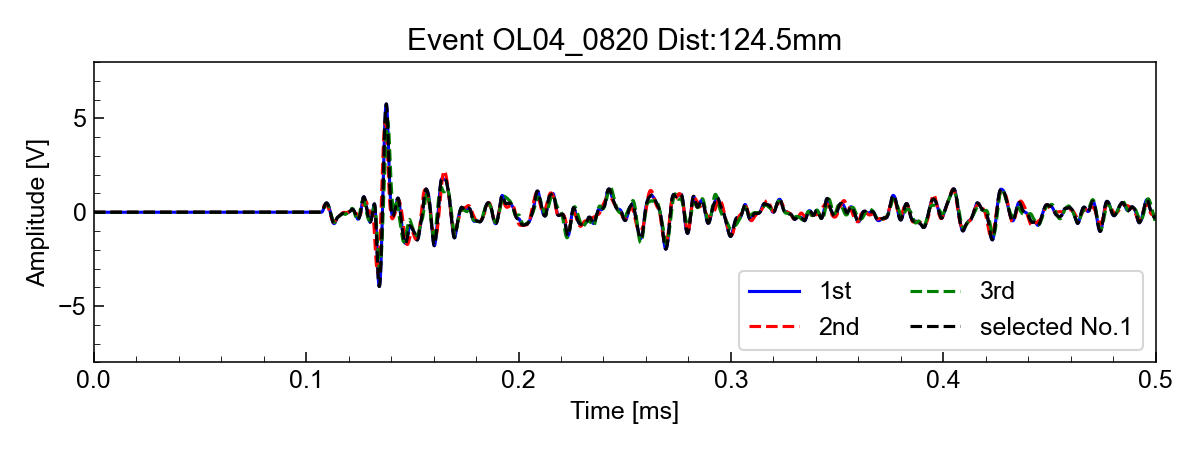 Event OL04_0820 Dist:124.5mm
Amplitude [V]
5
0
−5
1st
2nd
3rd
selected No.1
0.0 0.1 0.2 0.3 0.4 0.5
Time [ms]